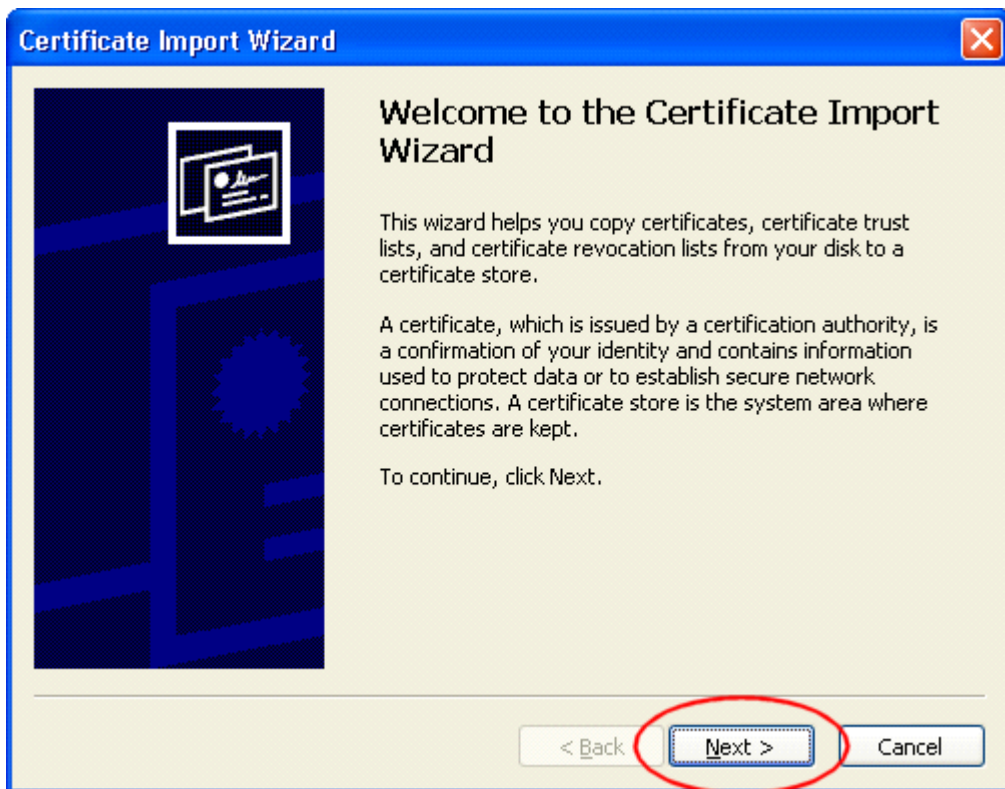 Certificate Import Wizard
Welcome to the Certificate Import
Wizard
This wizard helps you copy certificates, certificate trust
lists, and certificate revocation lists from your disk to a
certificate store.
A certificate, which is issued by a certification authority, is
a confirmation of your identity and contains information
used to protect data or to establish secure network
connections. A certificate store is the system area where
certificates are kept.
To continue, click Next.
< Back
Next >
Cancel